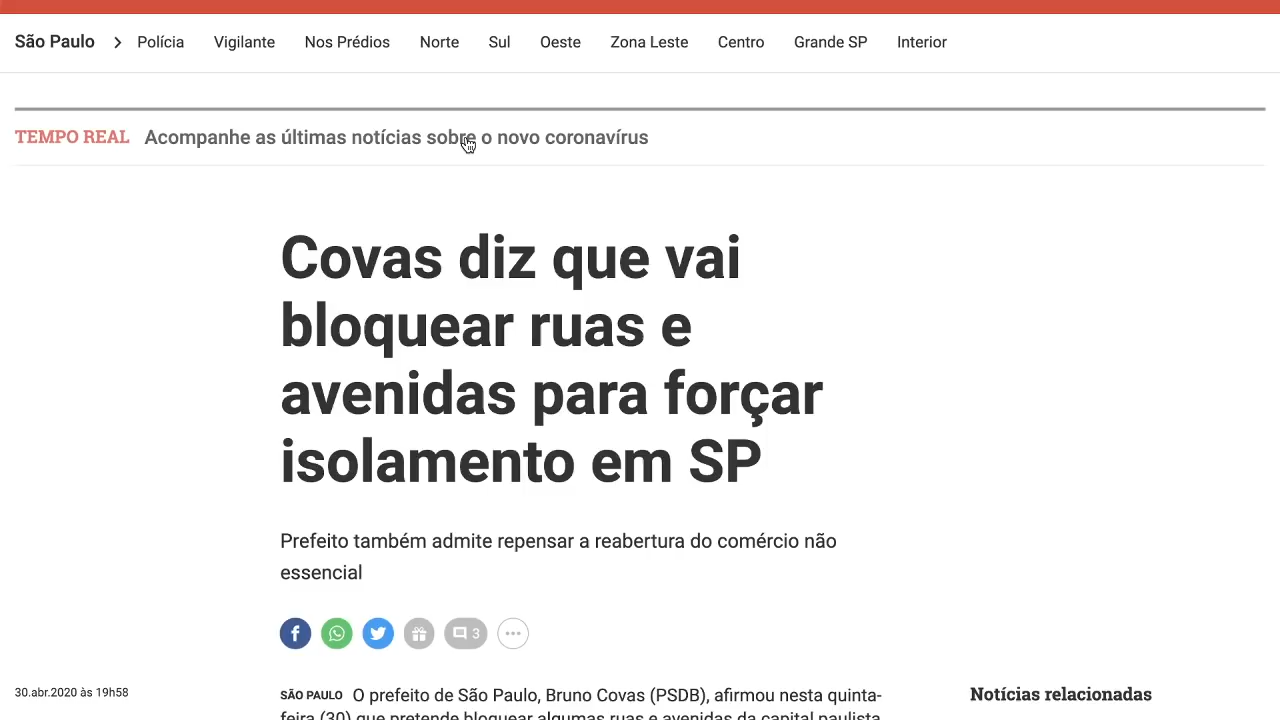 São Paulo > Polícia Vigilante Nos Prédios Norte Sul Oeste Zona Leste Centro Grande SP Interior
TEMPO REAL Acompanhe as últimas notícias sobre o novo coronavírus
Covas diz que vai
bloquear ruas e
avenidas para forçar
isolamento em SP
Prefeito também admite repensar a reabertura do comércio não
essencial
3
30.abr.2020 às 19h58
SÃO PAULO O prefeito de São Paulo, Bruno Covas (PSDB), afirmou nesta quinta-
feira (30) que pretende bloquear algumas ruas e avenidas da capital paulista
Notícias relacionadas